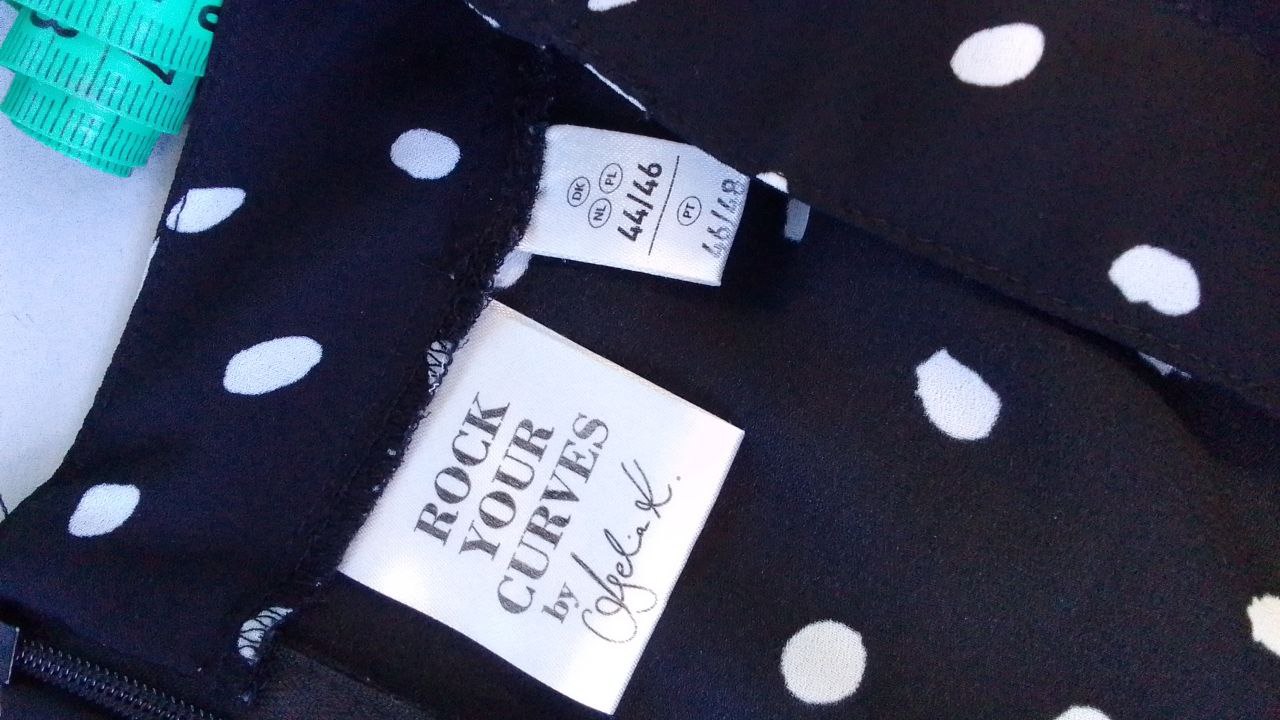 DK PL
NL
44/46
PT
46/48
ROCK
YOUR
CURVES
by Angelina K.